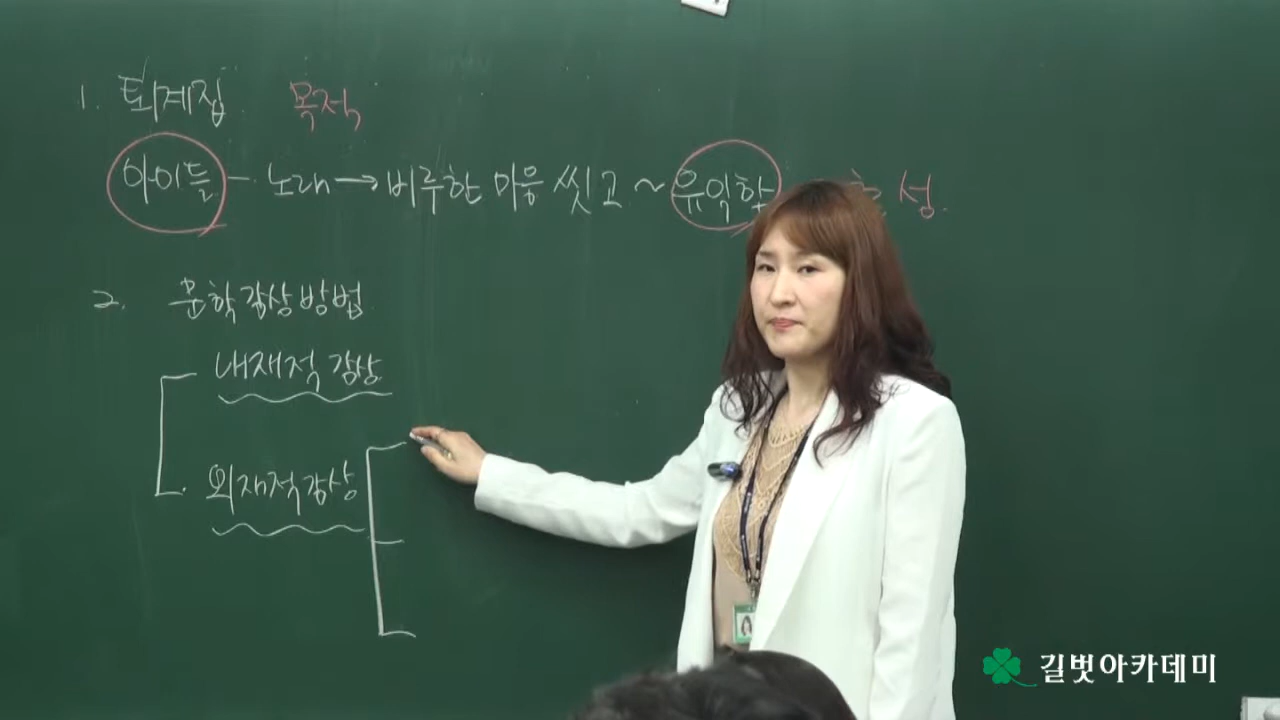 1. 퇴계집 목적
아이들 - 노래 → 비루한 마음 씻고 ~ 유익함 효성
2. 문학감상방법
내재적 감상
외재적감상
길벗아카데미